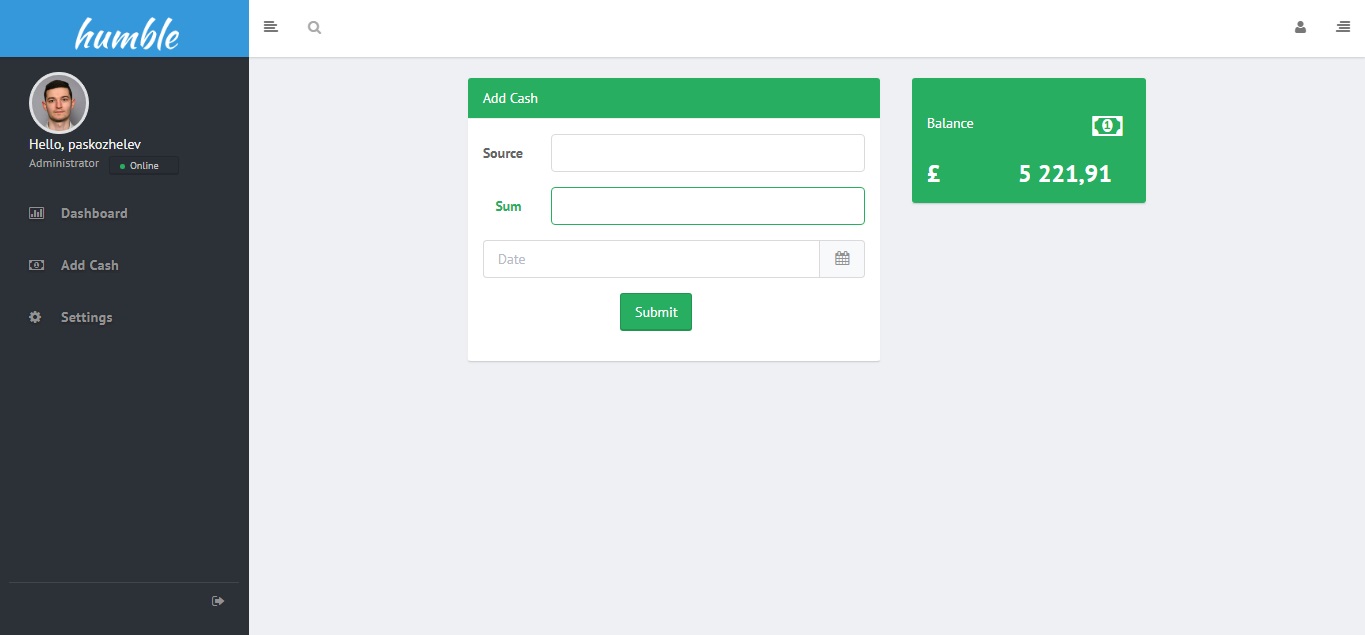 humble
Hello, paskozhelev
Administrator Online
Dashboard
Add Cash
Settings
Add Cash
Source
Sum
Date
Submit
Balance
£ 5 221,91